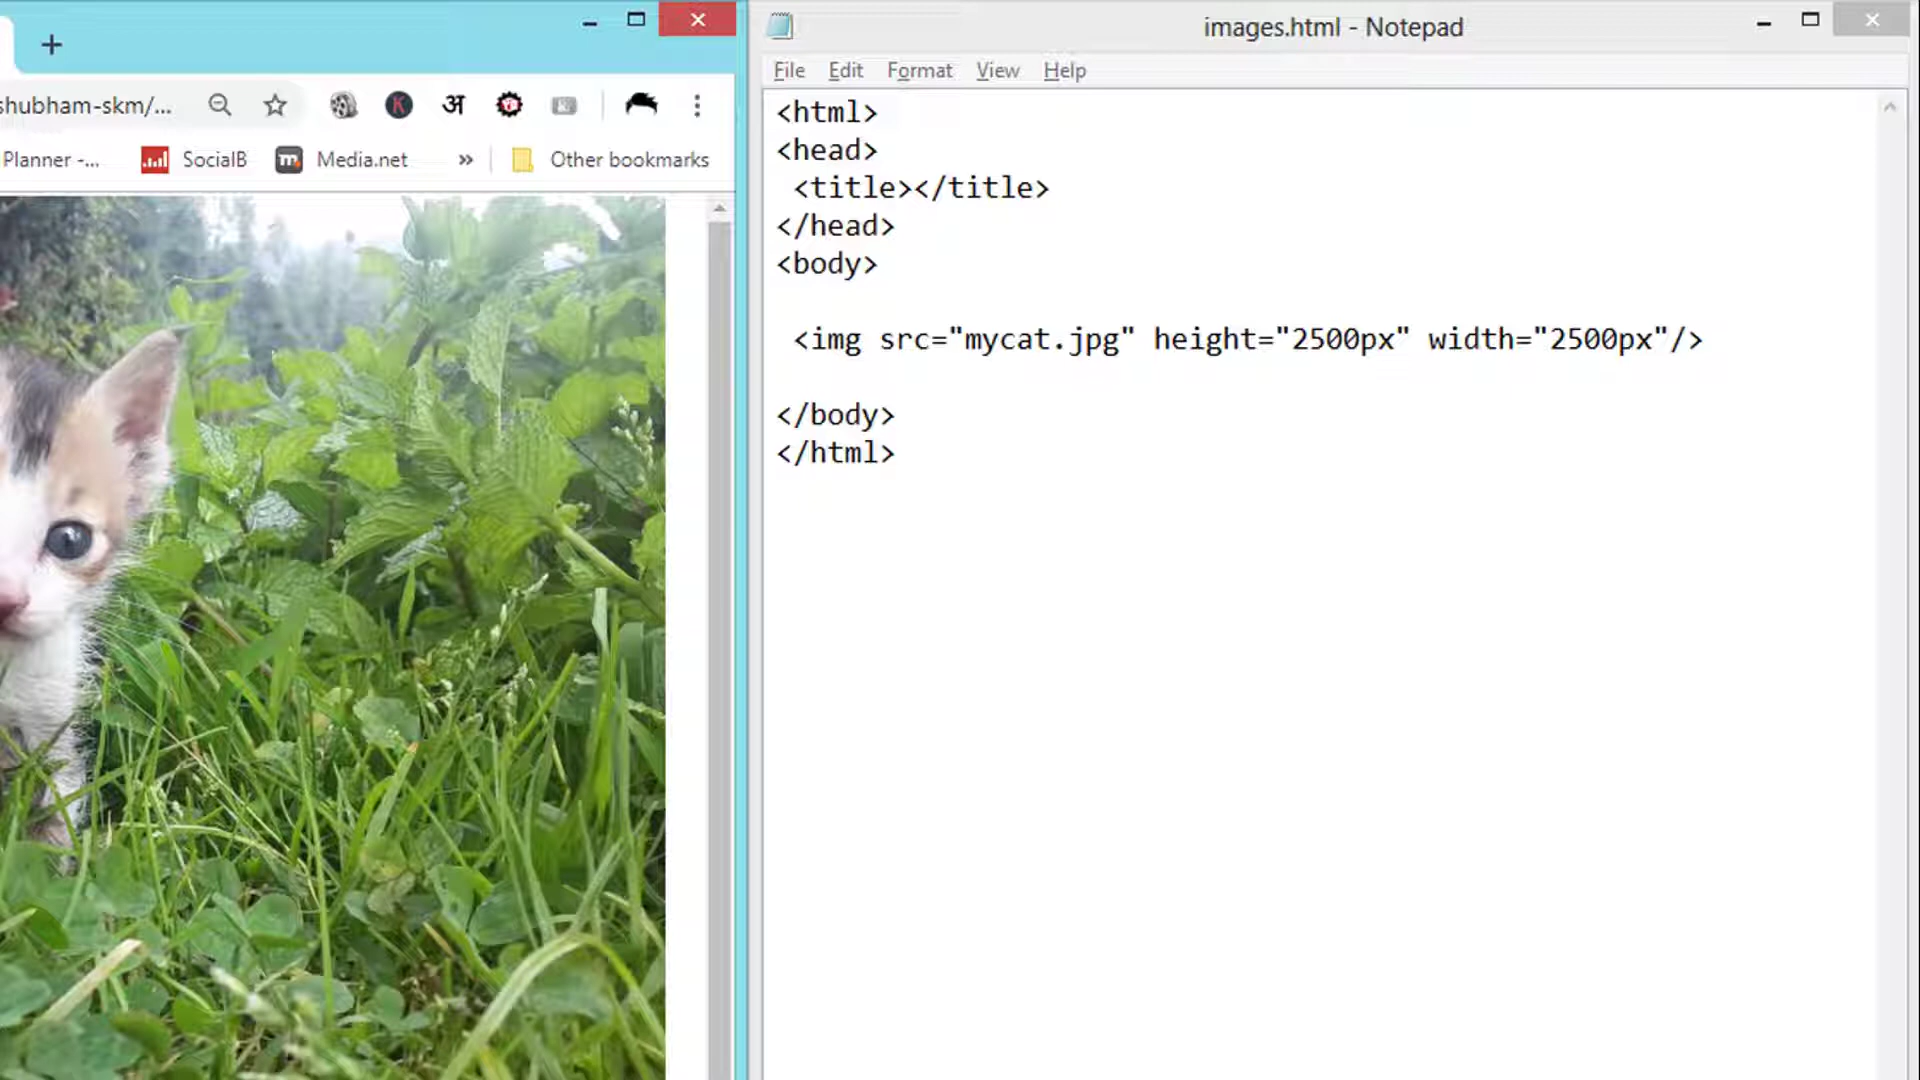 images.html - Notepad
shubham-skm/...
K
अ
Planner -...
SocialB
m
Media.net
»
Other bookmarks
File Edit Format View Help
<html>
<head>
<title></title>
</head>
<body>
<img src="mycat.jpg" height="2500px" width="2500px"/>
</body>
</html>